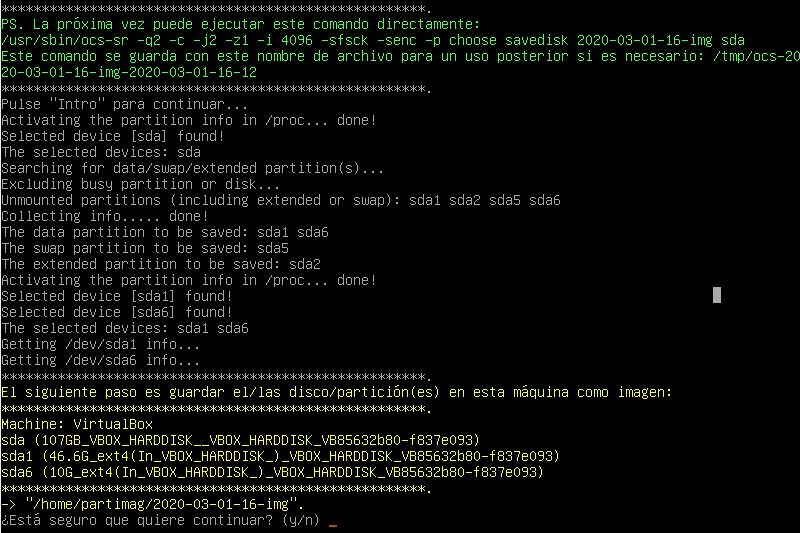 *****************************************************.
PS. La próxima vez puede ejecutar este comando directamente:
/usr/sbin/ocs-sr -q2 -c -j2 -z1 -i 4096 -sfsck -senc -p choose savedisk 2020-03-01-16-img sda
Este comando se guarda con este nombre de archivo para un uso posterior si es necesario: /tmp/ocs-20
20-03-01-16-img-2020-03-01-16-12
*****************************************************.
Pulse "Intro" para continuar...
Activating the partition info in /proc... done!
Selected device [sda] found!
The selected devices: sda
Searching for data/swap/extended partition(s)...
Excluding busy partition or disk...
Unmounted partitions (including extended or swap): sda1 sda2 sda5 sda6
Collecting info..... done!
The data partition to be saved: sda1 sda6
The swap partition to be saved: sda5
The extended partition to be saved: sda2
Activating the partition info in /proc... done!
Selected device [sda1] found!
Selected device [sda6] found!
The selected devices: sda1 sda6
Getting /dev/sda1 info...
Getting /dev/sda6 info...
*****************************************************.
El siguiente paso es guardar el/las disco/partición(es) en esta máquina como imagen:
*****************************************************.
Machine: VirtualBox
sda (107GB_VBOX_HARDDISK__VBOX_HARDDISK_VB85632b80-f837e093)
sda1 (46.6G_ext4(In_VBOX_HARDDISK_)_VBOX_HARDDISK_VB85632b80-f837e093)
sda6 (10G_ext4(In_VBOX_HARDDISK_)_VBOX_HARDDISK_VB85632b80-f837e093)
*****************************************************.
-> "/home/partimag/2020-03-01-16-img".
¿Está seguro que quiere continuar? (y/n) _